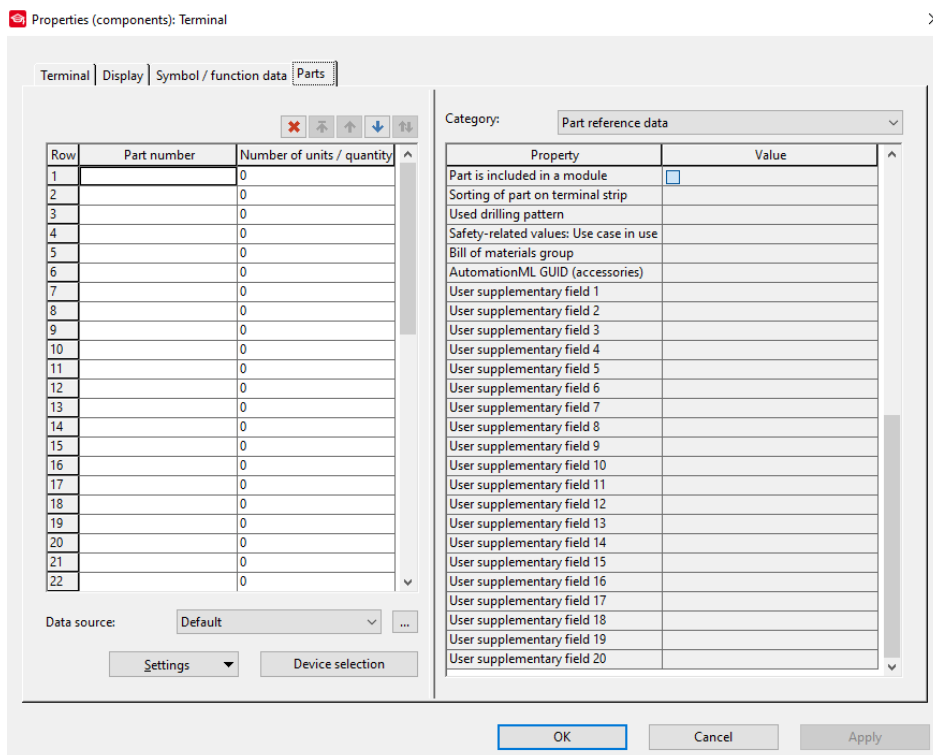 Properties (components): Terminal
Terminal Display Symbol / function data Parts
Category: Part reference data
Row Part number Number of units / quantity
1 0
2 0
3 0
4 0
5 0
6 0
7 0
8 0
9 0
10 0
11 0
12 0
13 0
14 0
15 0
16 0
17 0
18 0
19 0
20 0
21 0
22 0
Data source: Default ...
Settings Device selection
Property Value
Part is included in a module
Sorting of part on terminal strip
Used drilling pattern
Safety-related values: Use case in use
Bill of materials group
AutomationML GUID (accessories)
User supplementary field 1
User supplementary field 2
User supplementary field 3
User supplementary field 4
User supplementary field 5
User supplementary field 6
User supplementary field 7
User supplementary field 8
User supplementary field 9
User supplementary field 10
User supplementary field 11
User supplementary field 12
User supplementary field 13
User supplementary field 14
User supplementary field 15
User supplementary field 16
User supplementary field 17
User supplementary field 18
User supplementary field 19
User supplementary field 20
OK Cancel Apply